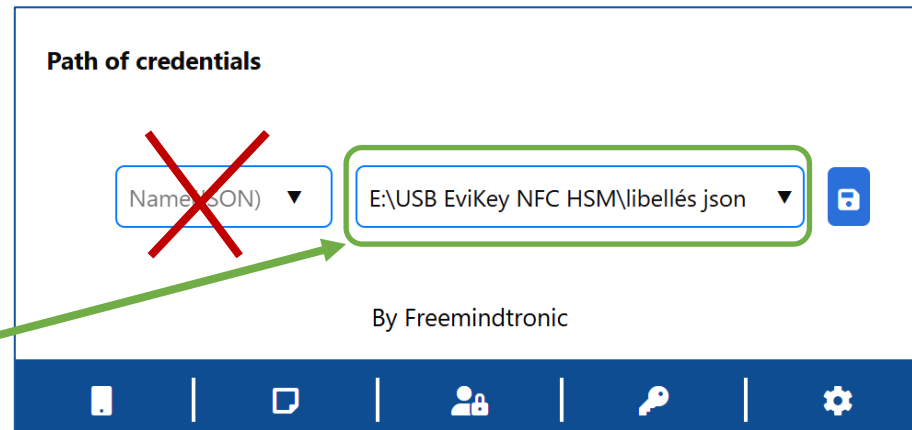 Path of credentials
Name (JSON) ▼ E:\USB EviKey NFC HSM\libellés json ▼
By Freemindtronic